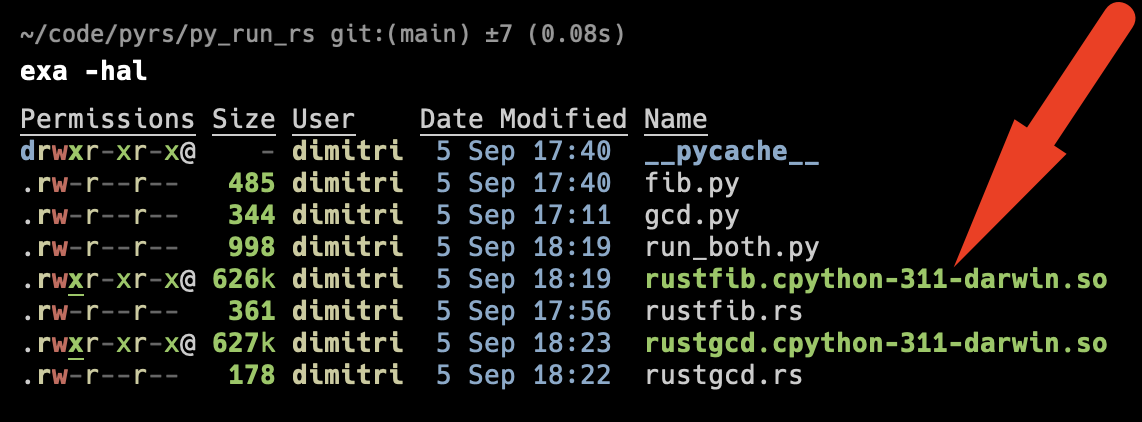 ~/code/pyrs/py_run_rs git:(main) ±7 (0.08s)
exa -hal
Permissions Size User Date Modified Name
drwxr-xr-x@ - dimitri 5 Sep 17:40 __pycache__
.rw-r--r-- 485 dimitri 5 Sep 17:40 fib.py
.rw-r--r-- 344 dimitri 5 Sep 17:11 gcd.py
.rw-r--r-- 998 dimitri 5 Sep 18:19 run_both.py
.rwxr-xr-x@ 626k dimitri 5 Sep 18:19 rustfib.cpython-311-darwin.so
.rw-r--r-- 361 dimitri 5 Sep 17:56 rustfib.rs
.rwxr-xr-x@ 627k dimitri 5 Sep 18:23 rustgcd.cpython-311-darwin.so
.rw-r--r-- 178 dimitri 5 Sep 18:22 rustgcd.rs